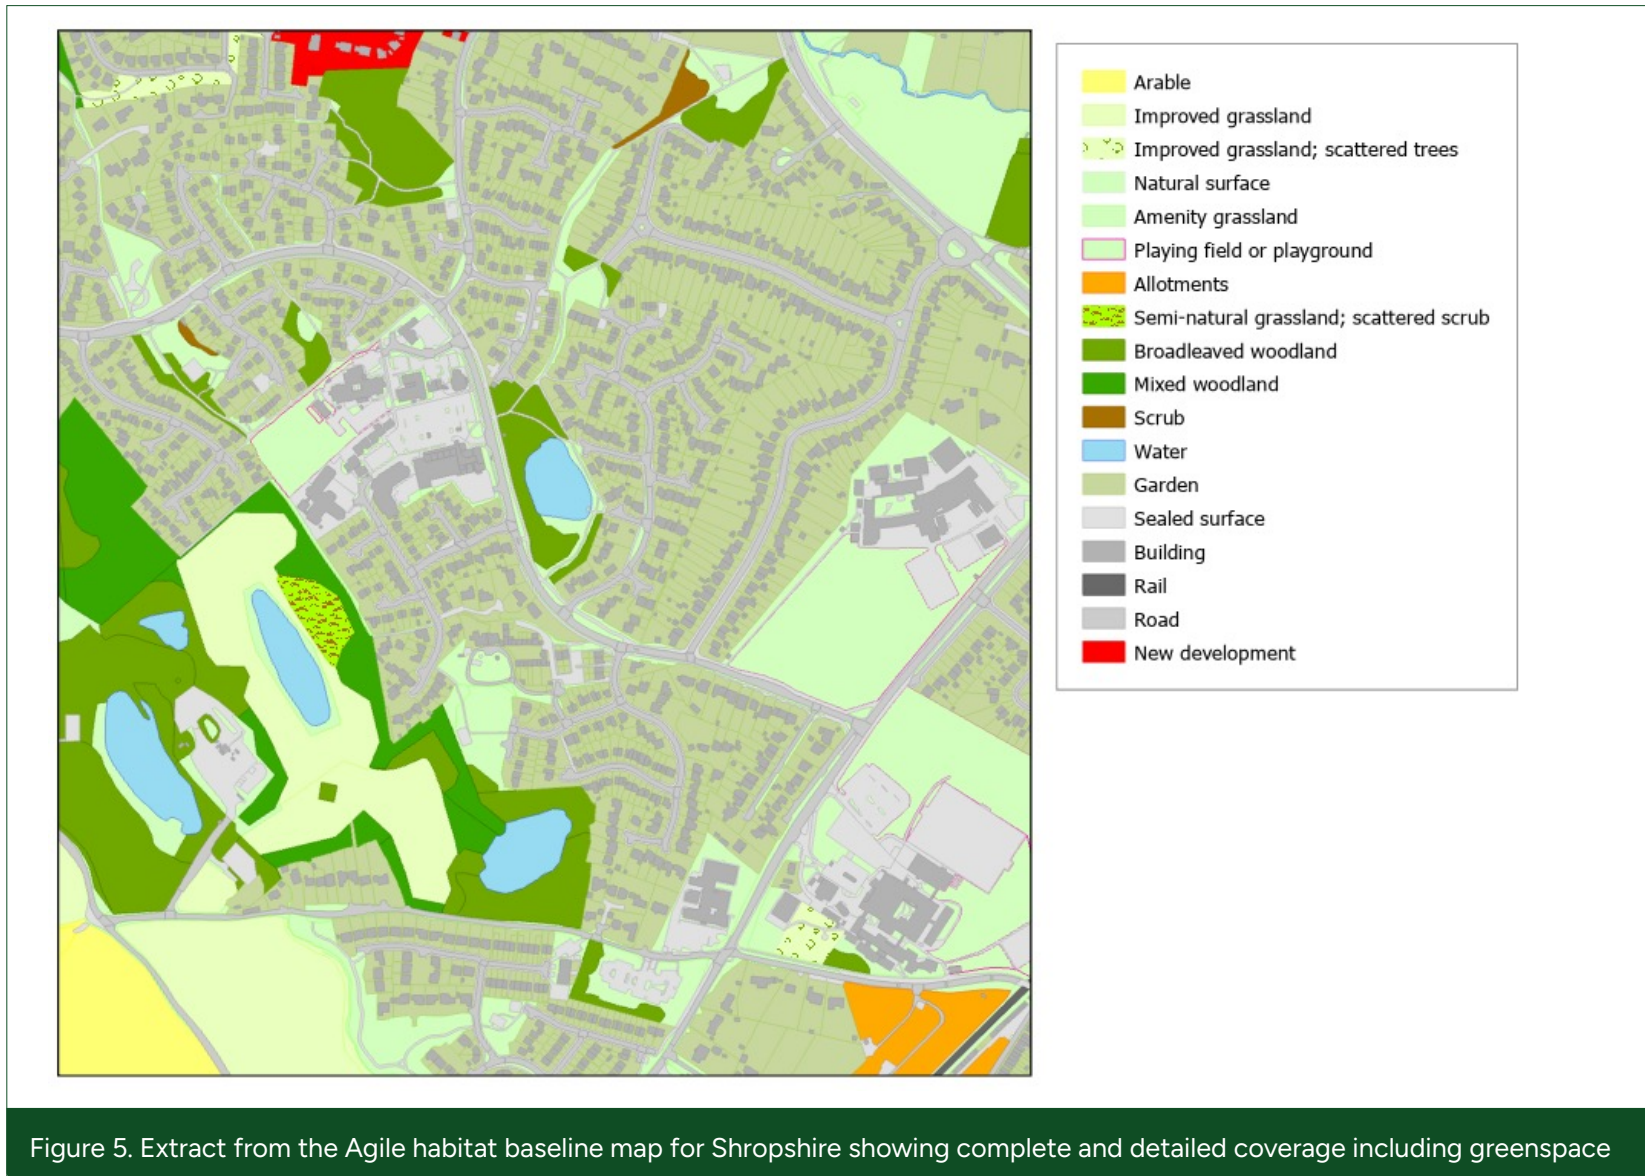 Arable
Improved grassland
Improved grassland; scattered trees
Natural surface
Amenity grassland
Playing field or playground
Allotments
Semi-natural grassland; scattered scrub
Broadleaved woodland
Mixed woodland
Scrub
Water
Garden
Sealed surface
Building
Rail
Road
New development
Figure 5. Extract from the Agile habitat baseline map for Shropshire showing complete and detailed coverage including greenspace